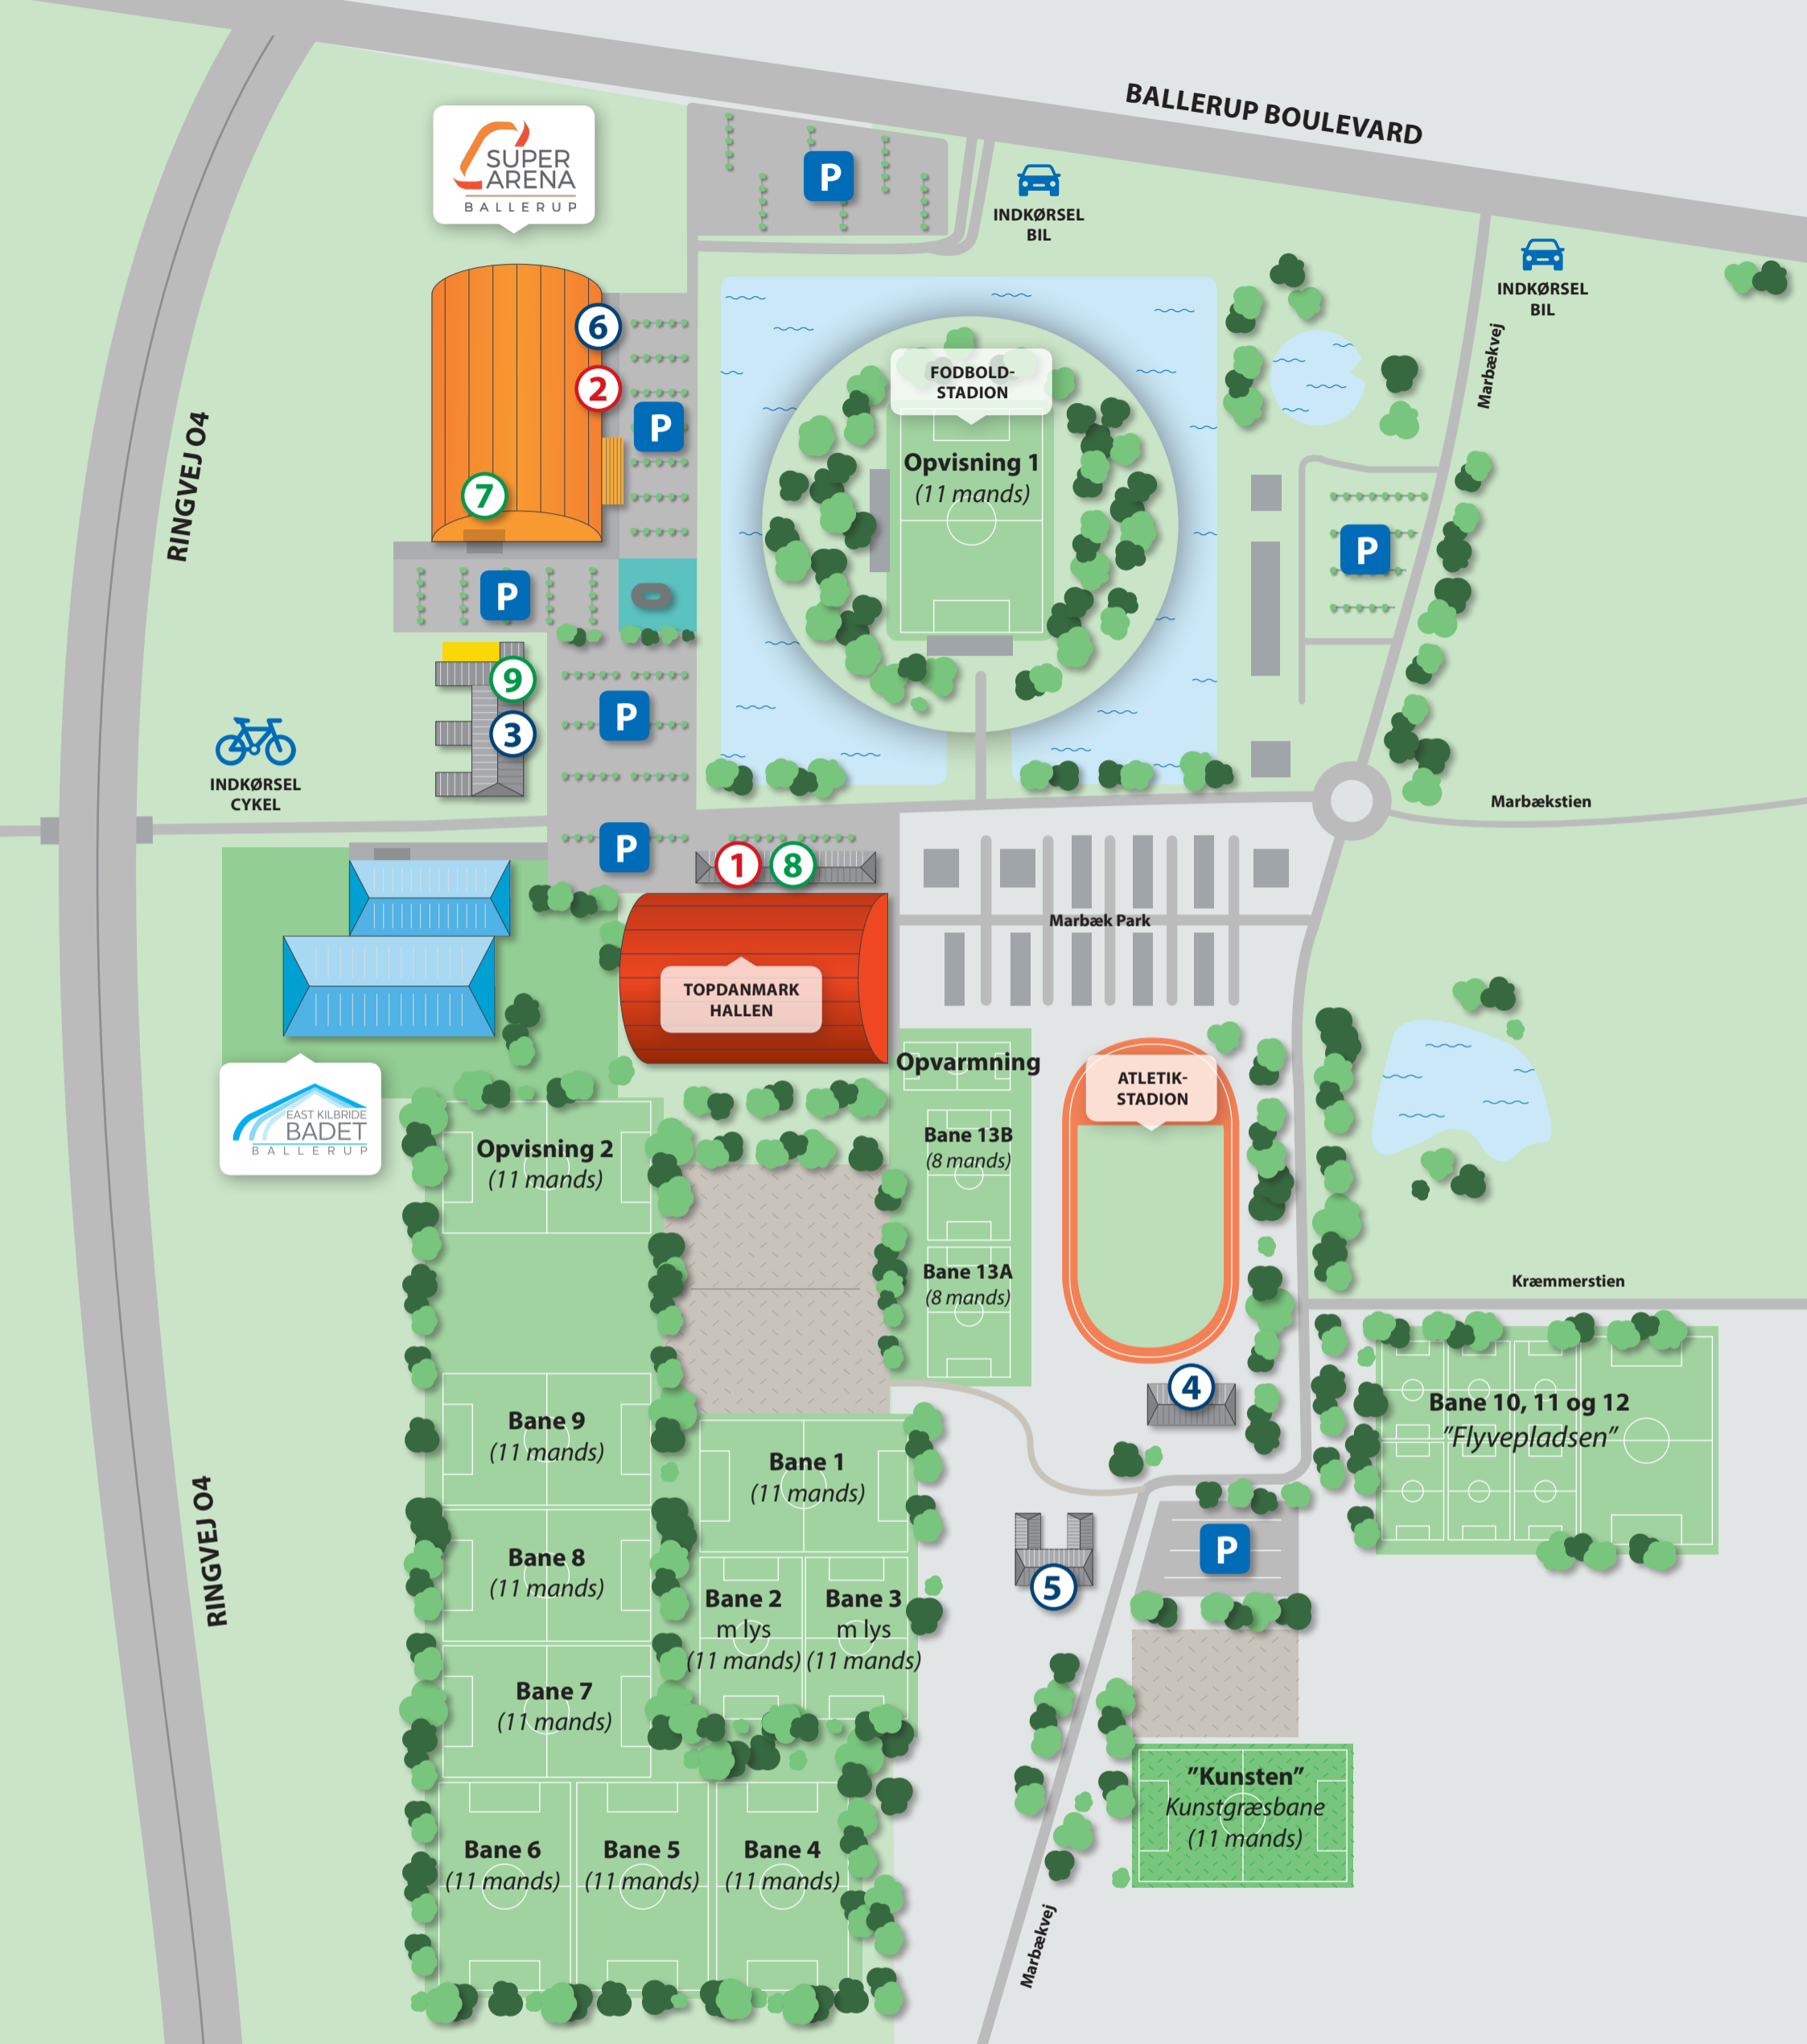 BALLERUP BOULEVARD
SUPER
ARENA
BALLERUP
P
INDKØRSEL
BIL
INDKØRSEL
BIL
Marbækvej
6
2
P
7
RINGVEJ O4
FODBOLD-
STADION
Opvisning 1
(11 mands)
P
P
9
3
P
INDKØRSEL
CYKEL
Marbækstien
P
1
8
Marbæk Park
TOPDANMARK
HALLEN
EAST KILBRIDE
BADET
BALLERUP
Opvarmning
ATLETIK-
STADION
Bane 13B
(8 mands)
Opvisning 2
(11 mands)
Bane 13A
(8 mands)
Kræmmerstien
4
Bane 10, 11 og 12
"Flyvepladsen"
Bane 9
(11 mands)
Bane 1
(11 mands)
RINGVEJ O4
Bane 8
(11 mands)
P
5
Bane 2
m lys
(11 mands)
Bane 3
m lys
(11 mands)
Bane 7
(11 mands)
"Kunsten"
Kunstgræsbane
(11 mands)
Bane 6
(11 mands)
Bane 5
(11 mands)
Bane 4
(11 mands)
Marbækvej